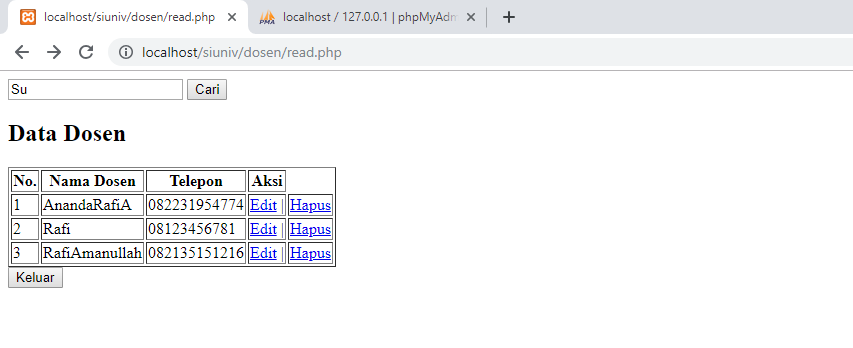 localhost/siuniv/dosen/read.php
localhost / 127.0.0.1 | phpMyAdm
localhost/siuniv/dosen/read.php
Su Cari
Data Dosen
No. Nama Dosen Telepon Aksi
1 AnandaRafiA 082231954774 Edit | Hapus
2 Rafi 08123456781 Edit | Hapus
3 RafiAmanullah 082135151216 Edit | Hapus
Keluar